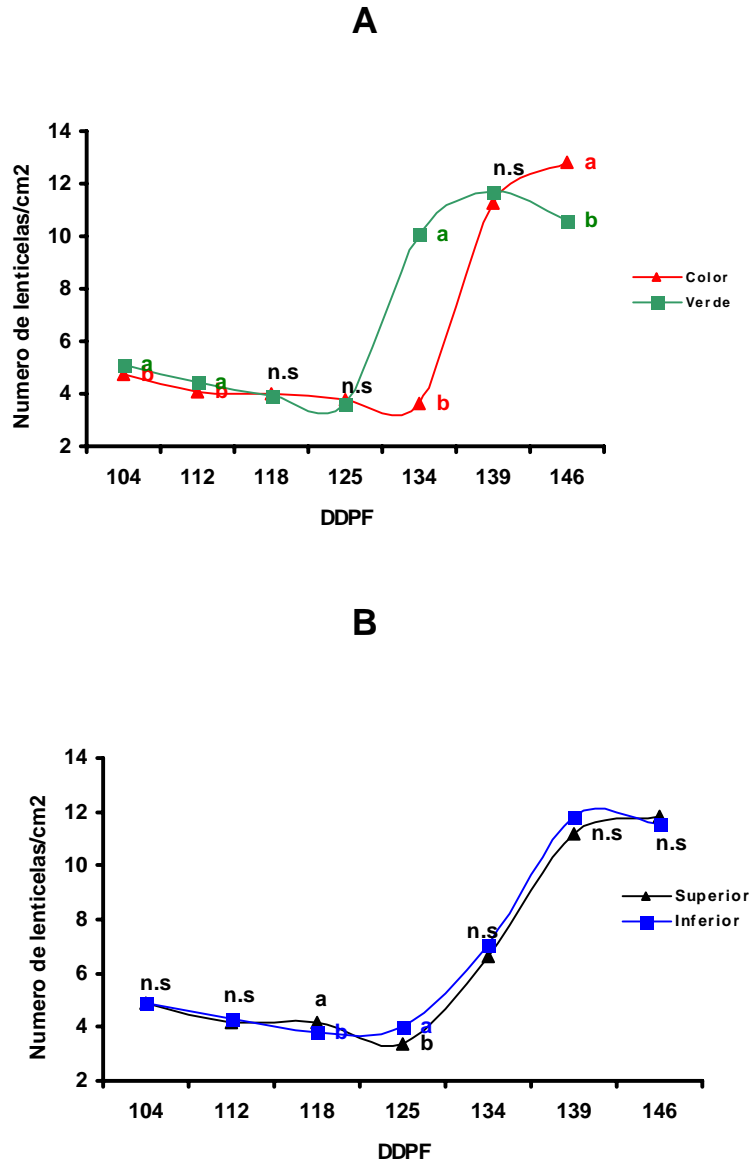 A
Numero de lenticelas/cm2
14
12
10
8
6
4
2
a
b
a
b
n.s
n.s
a
b
n.s
a
b
104 112 118 125 134 139 146
DDPF
Color
Verde
B
Numero de lenticelas/cm2
14
12
10
8
6
4
2
n.s
n.s
a
b
a
b
n.s
n.s
n.s
104 112 118 125 134 139 146
DDPF
Superior
Inferior